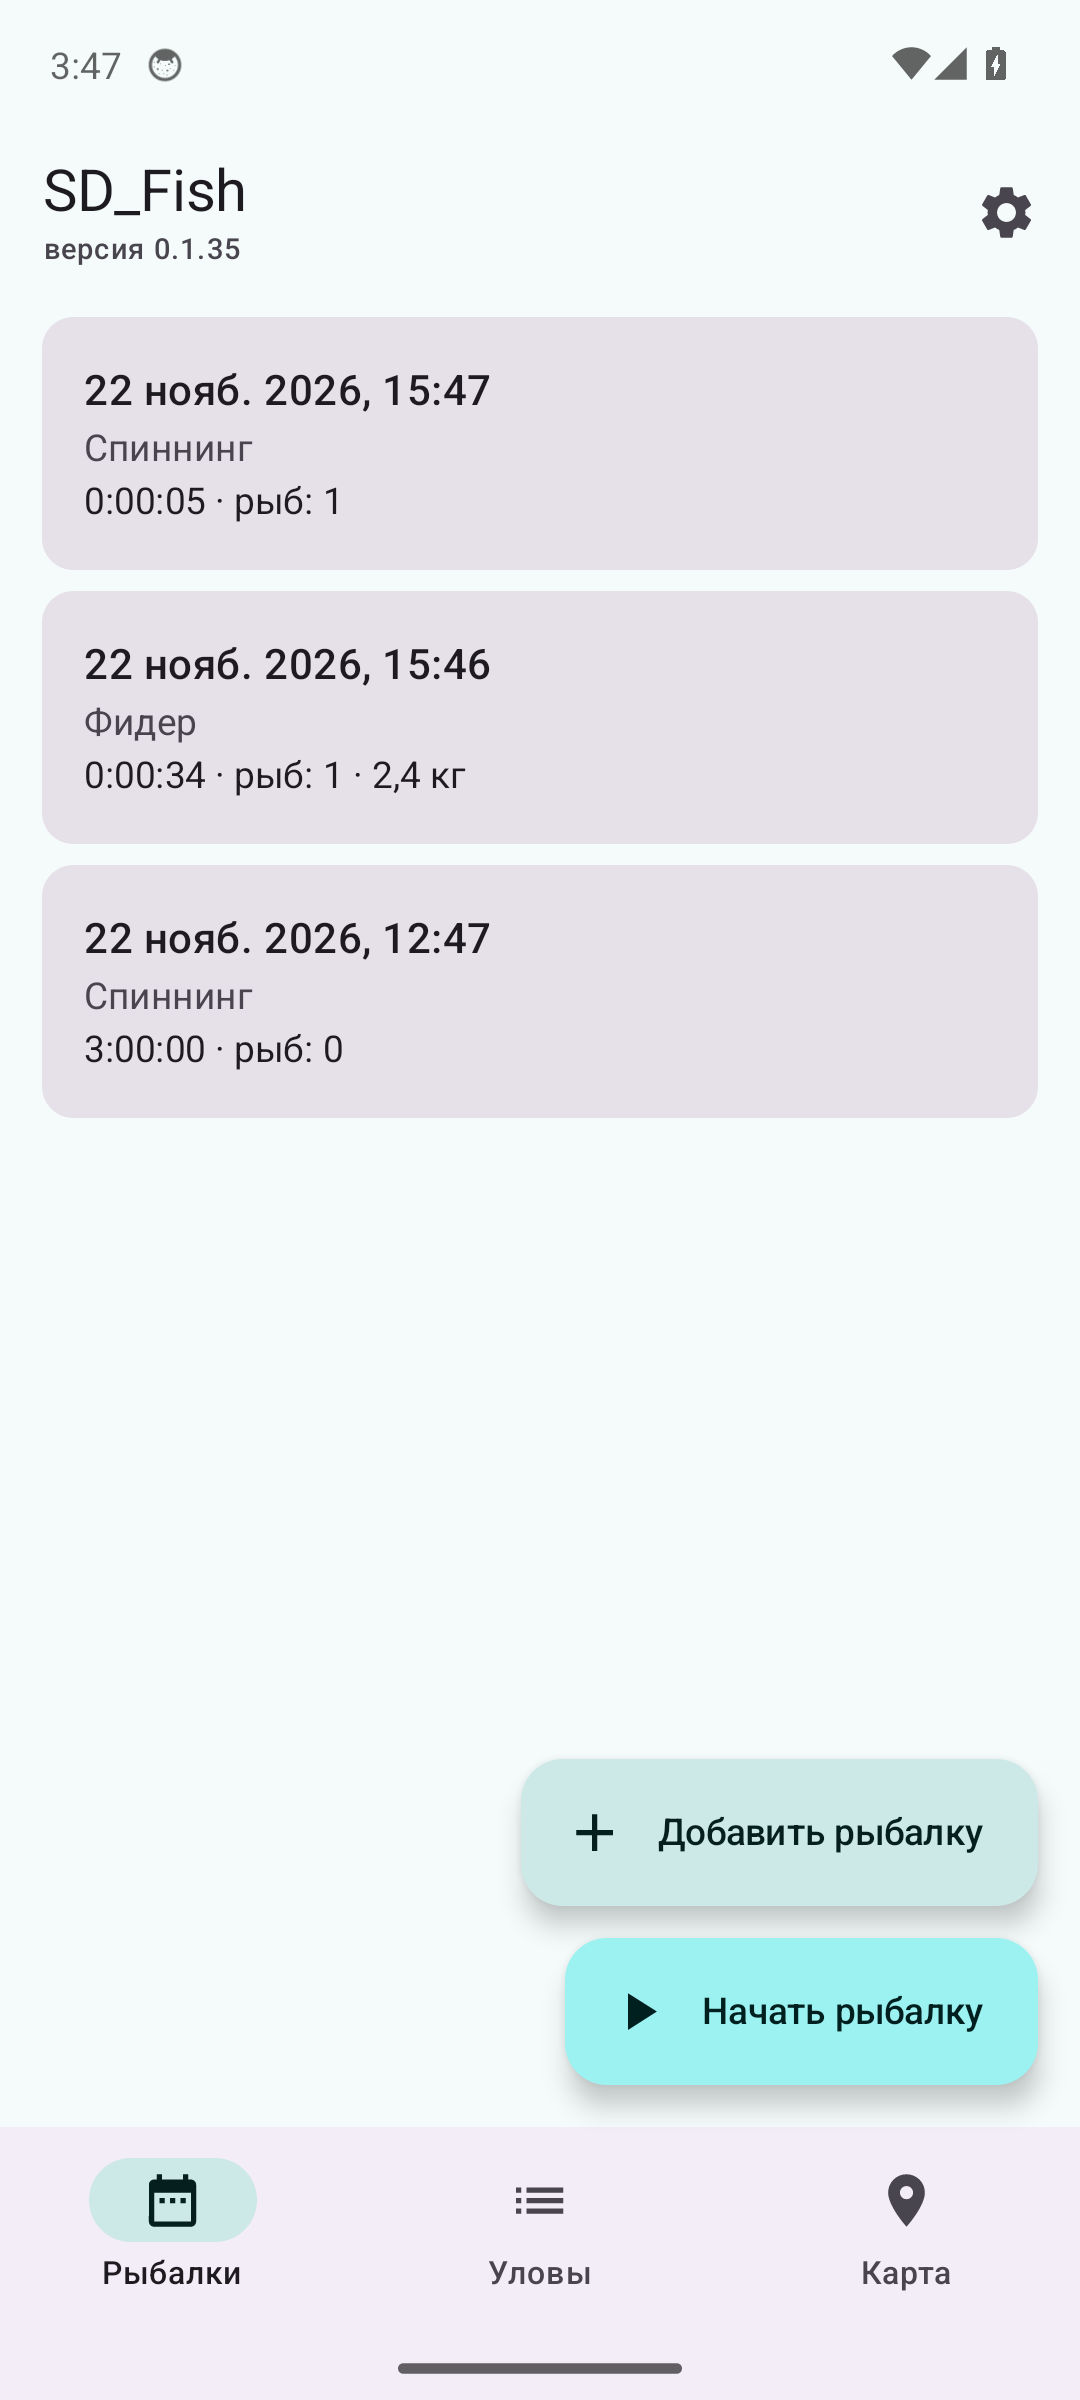 3:47
SD_Fish
версия 0.1.35
22 нояб. 2026, 15:47
Спиннинг
0:00:05 · рыб: 1
22 нояб. 2026, 15:46
Фидер
0:00:34 · рыб: 1 · 2,4 кг
22 нояб. 2026, 12:47
Спиннинг
3:00:00 · рыб: 0
Добавить рыбалку
Начать рыбалку
Рыбалки
Уловы
Карта